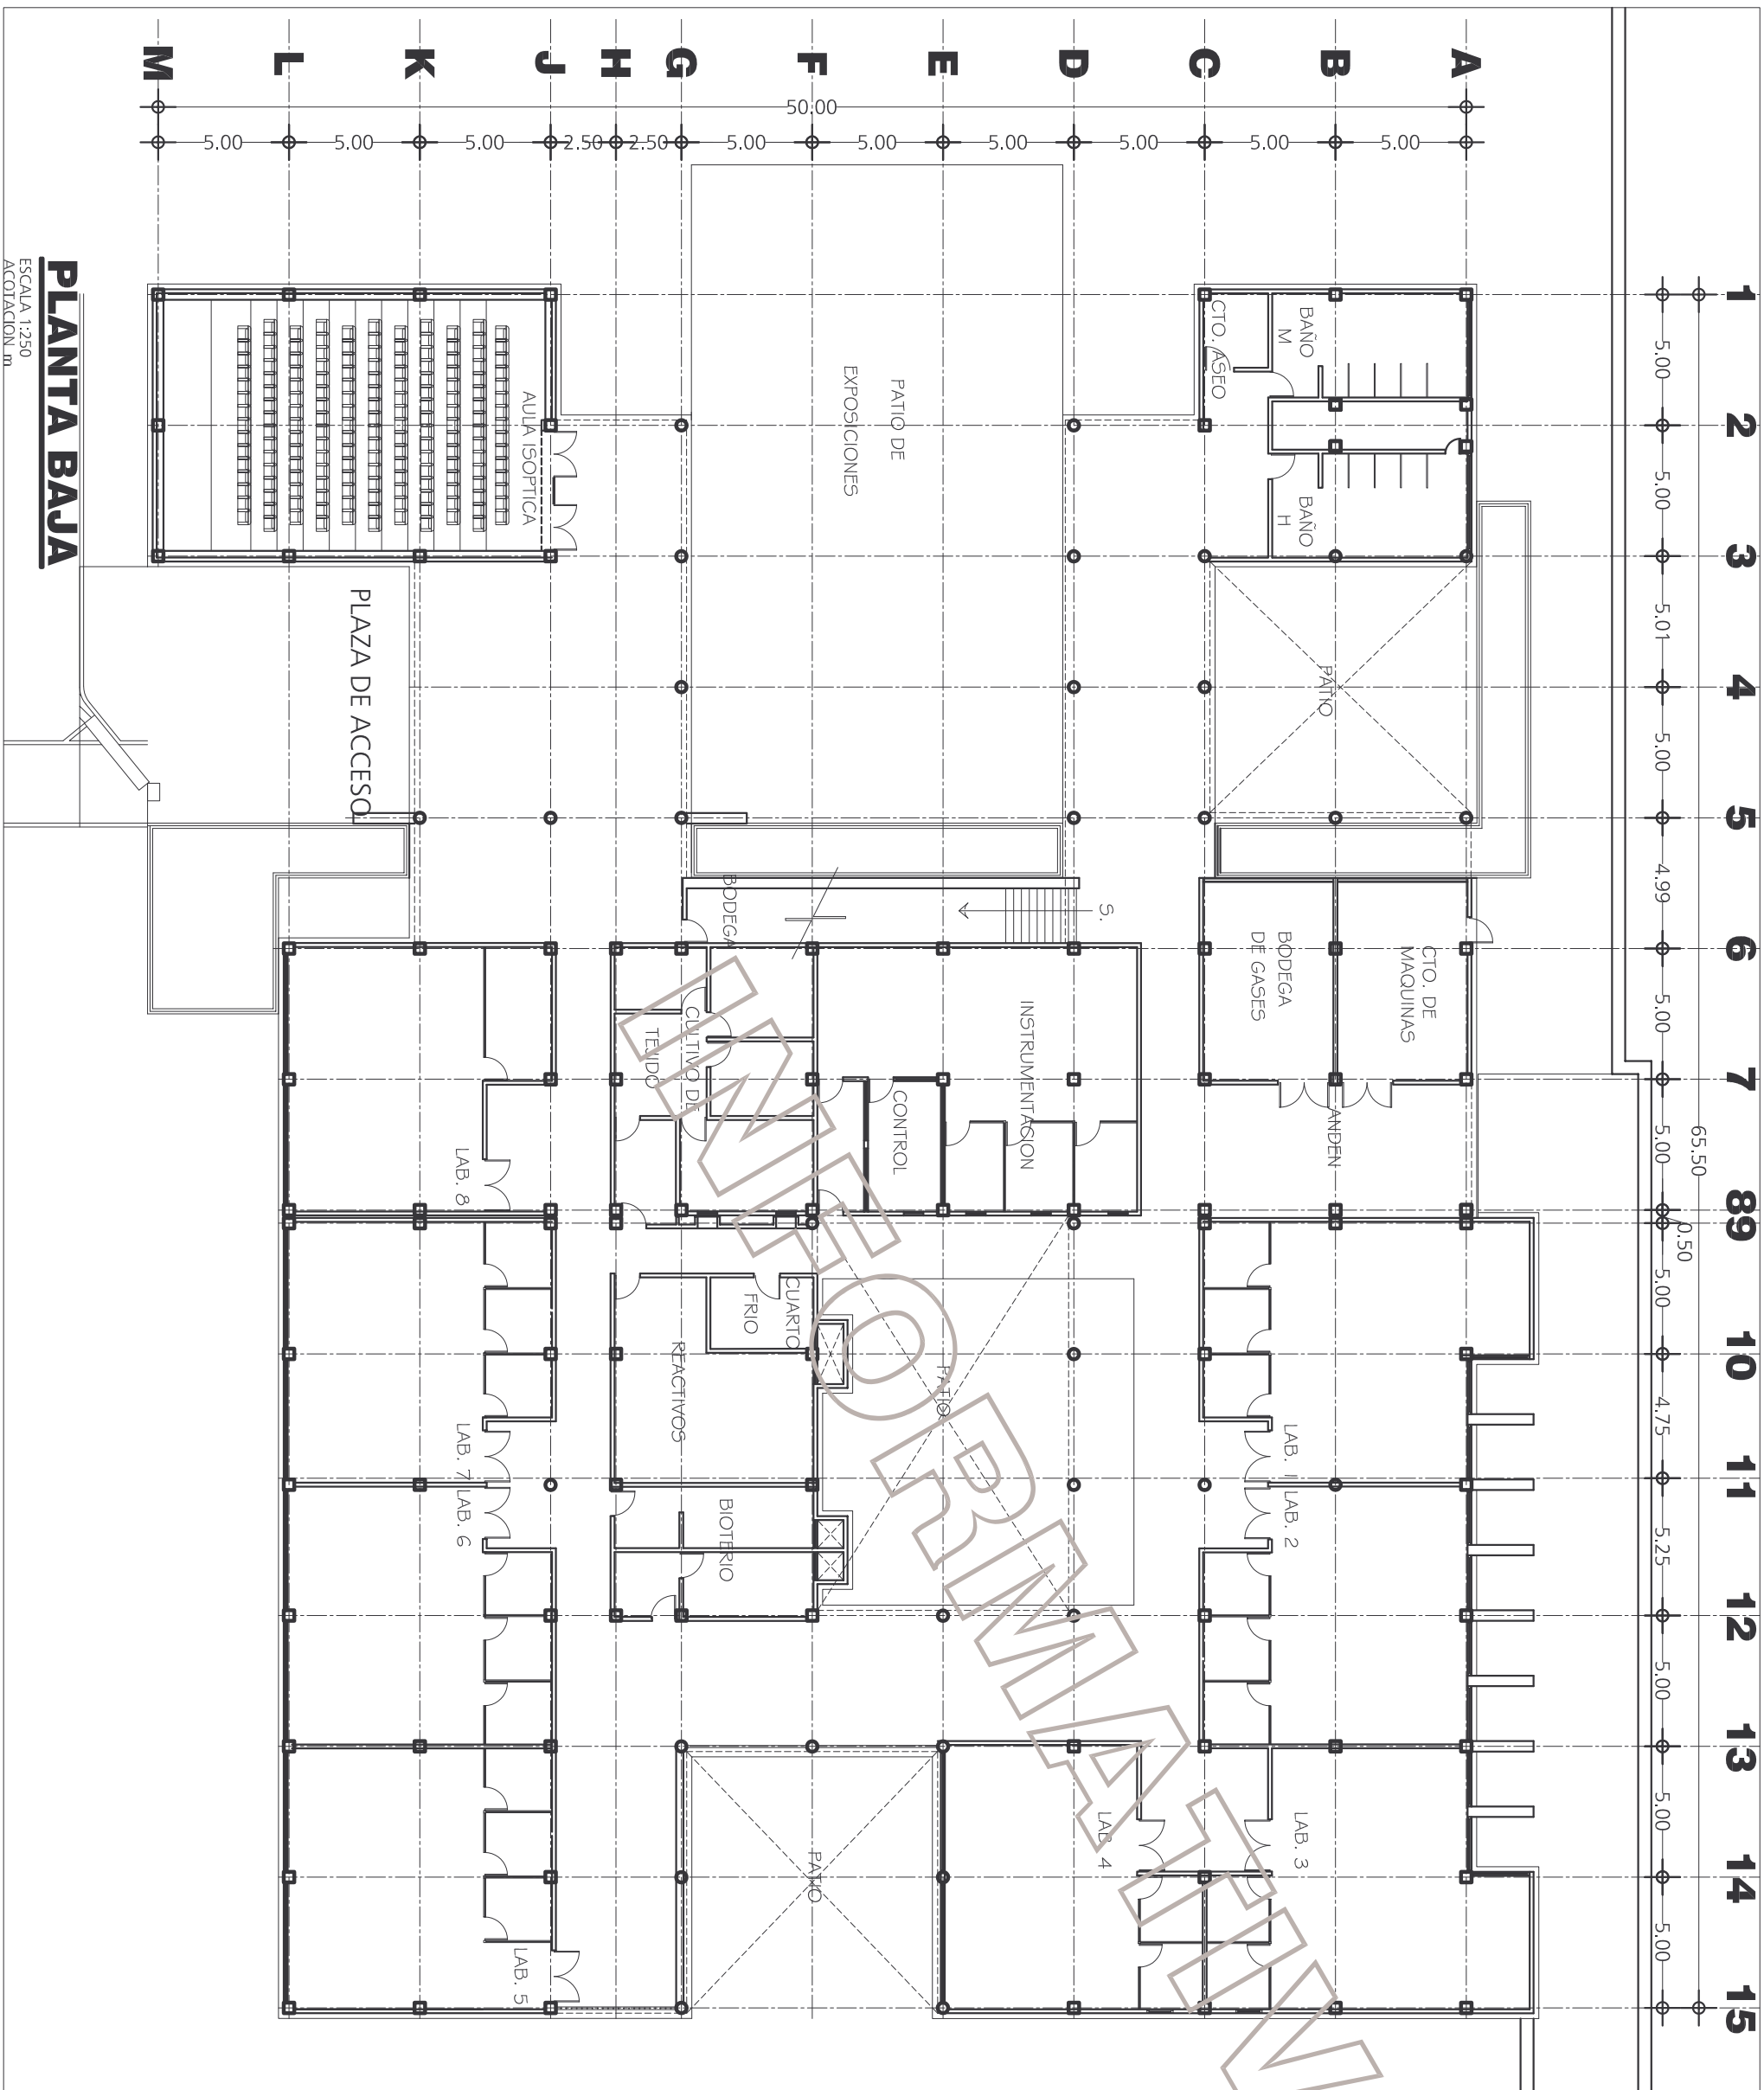 1
2
3
4
5
6
7
8
9
10
11
12
13
14
15
65.50
5.00
5.00
5.01
5.00
4.99
5.00
5.00
0.50
5.00
4.75
5.25
5.00
5.00
5.00
A
B
C
D
E
F
G
H
J
K
L
M
50.00
5.00
5.00
5.00
5.00
5.00
5.00
2.50
2.50
5.00
5.00
5.00
BAÑO
M
CTO. ASEO
BAÑO
H
PATIO
CTO. DE
MAQUINAS
BODEGA
DE GASES
ANDEN
LAB. 1
LAB. 2
LAB. 3
LAB. 4
PATIO DE
EXPOSICIONES
S.
INSTRUMENTACION
CONTROL
BODEGA
CULTIVO DE
TEJIDO
PATIO
CUARTO
FRIO
REACTIVOS
BIOTERIO
PATIO
AULA ISOPTICA
PLAZA DE ACCESO
LAB. 8
LAB. 7
LAB. 6
LAB. 5
PLANTA BAJA
ESCALA 1:250
ACOTACION m
INFORMATIV